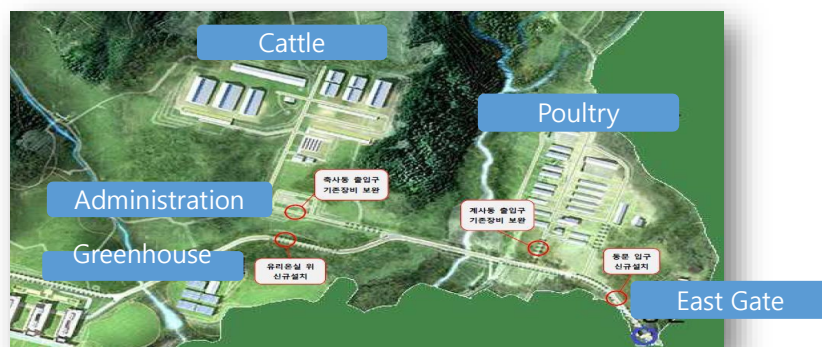 Cattle
Poultry
축사동 출입구
기존장비 보완
Administration
계사동 출입구
기존장비 보완
Greenhouse
유리온실 위
신규설치
동문 입구
신규설치
East Gate